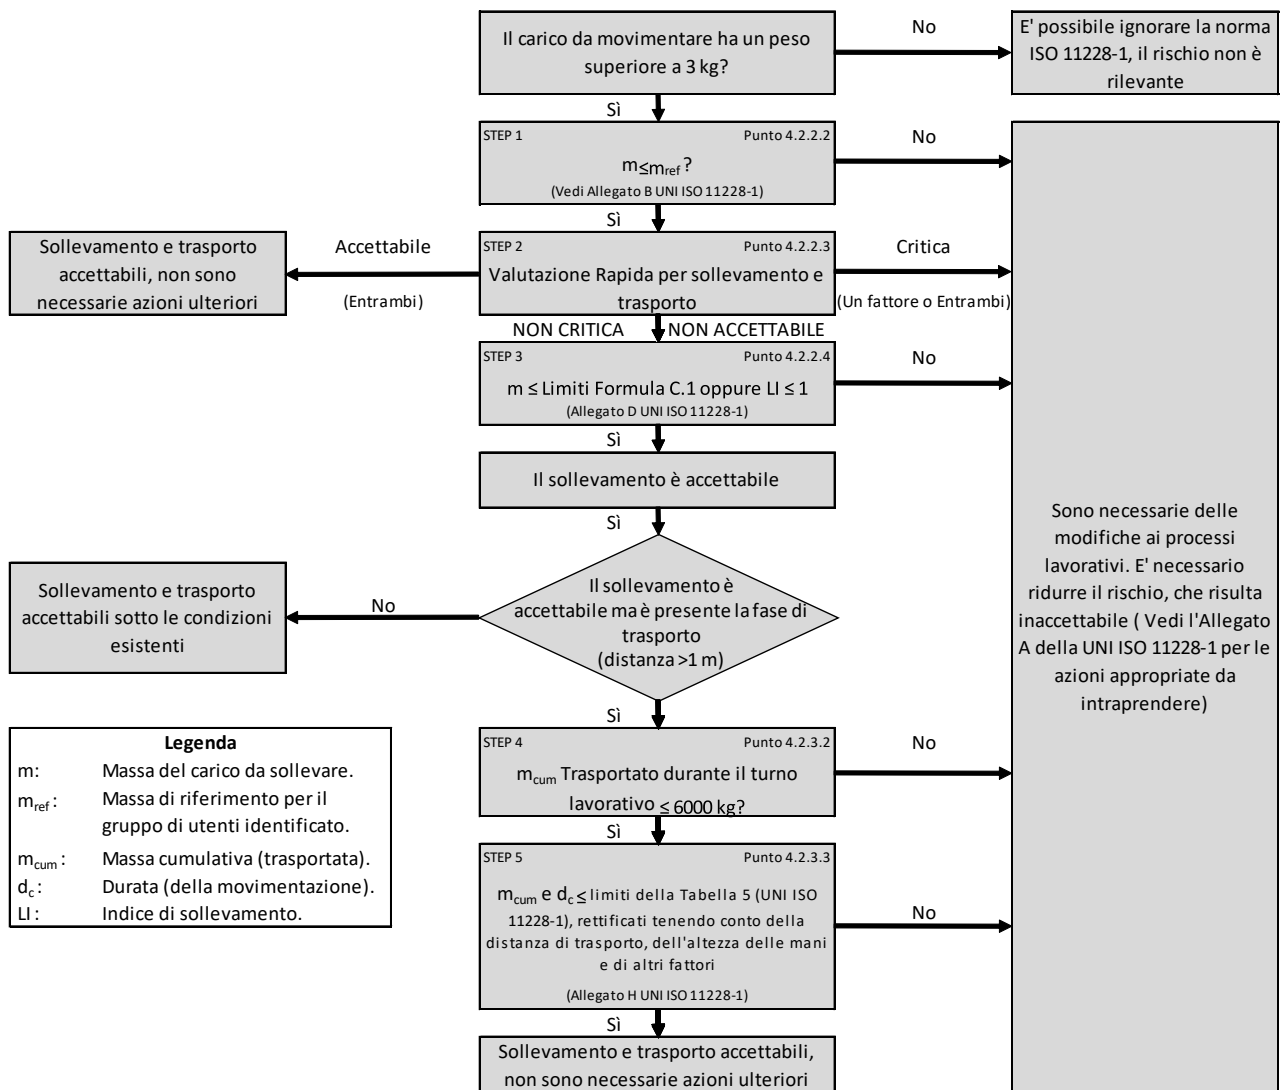 Il carico da movimentare ha un peso
superiore a 3 kg?
No
E' possibile ignorare la norma
ISO 11228-1, il rischio non è
rilevante
Sì
STEP 1
Punto 4.2.2.2
m≤mref ?
(Vedi Allegato B UNI ISO 11228-1)
No
Sì
STEP 2
Punto 4.2.2.3
Valutazione Rapida per sollevamento e
trasporto
Accettabile
(Entrambi)
Sollevamento e trasporto
accettabili, non sono
necessarie azioni ulteriori
Critica
(Un fattore o Entrambi)
NON CRITICA
NON ACCETTABILE
STEP 3
Punto 4.2.2.4
m ≤ Limiti Formula C.1 oppure LI ≤ 1
(Allegato D UNI ISO 11228-1)
No
Sì
Il sollevamento è accettabile
Sì
Il sollevamento è
accettabile ma è presente la fase di
trasporto
(distanza >1 m)
No
Sollevamento e trasporto
accettabili sotto le condizioni
esistenti
Sono necessarie delle
modifiche ai processi
lavorativi. E' necessario
ridurre il rischio, che risulta
inaccettabile ( Vedi l'Allegato
A della UNI ISO 11228-1 per le
azioni appropriate da
intraprendere)
Sì
STEP 4
Punto 4.2.3.2
mcum Trasportato durante il turno
lavorativo ≤ 6000 kg?
No
Sì
STEP 5
Punto 4.2.3.3
mcum e dc ≤ limiti della Tabella 5 (UNI ISO
11228-1), rettificati tenendo conto della
distanza di trasporto, dell'altezza delle mani
e di altri fattori
(Allegato H UNI ISO 11228-1)
No
Sì
Sollevamento e trasporto accettabili,
non sono necessarie azioni ulteriori
Legenda
m: Massa del carico da sollevare.
mref : Massa di riferimento per il
gruppo di utenti identificato.
mcum : Massa cumulativa (trasportata).
dc : Durata (della movimentazione).
LI : Indice di sollevamento.